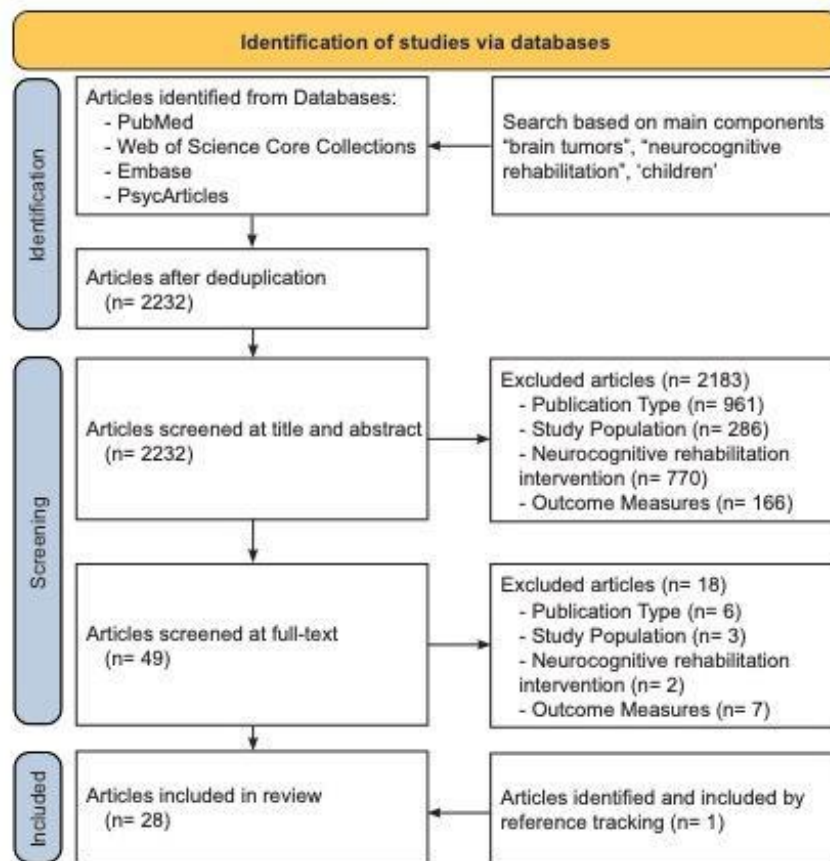 Identification of studies via databases
Identification
Articles identified from Databases:
- PubMed
- Web of Science Core Collections
- Embase
- PsycArticles
Search based on main components
“brain tumors”, “neurocognitive
rehabilitation”, ‘children’
Articles after deduplication
(n= 2232)
Screening
Articles screened at title and abstract
(n= 2232)
Excluded articles (n= 2183)
- Publication Type (n= 961)
- Study Population (n= 286)
- Neurocognitive rehabilitation
intervention (n= 770)
- Outcome Measures (n= 166)
Articles screened at full-text
(n= 49)
Excluded articles (n= 18)
- Publication Type (n= 6)
- Study Population (n= 3)
- Neurocognitive rehabilitation
intervention (n= 2)
- Outcome Measures (n= 7)
Included
Articles included in review
(n= 28)
Articles identified and included by
reference tracking (n= 1)